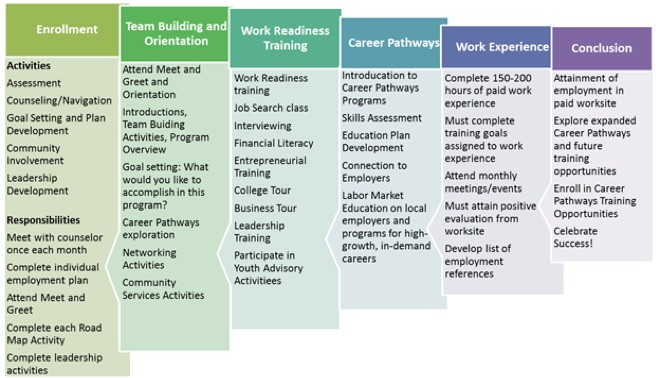 Enrollment
Activities
Assessment
Counseling/Navigation
Goal Setting and Plan
Development
Community
Involvement
Leadership
Development
Responsibilities
Meet with counselor
once each month
Complete individual
employment plan
Attend Meet and
Greet
Complete each Road
Map Activity
Complete leadership
activities
Team Building and
Orientation
Attend Meet and
Greet and
Orientation
Introductions,
Team Buiding
Activities, Program
Overview
Goal setting: What
would you like to
accomplish in this
program?
Career Pathways
exploration
Networking
Activities
Community
Services Activities
Work Readiness
Training
Work Readiness
training
Job Search class
Interviewing
Financial Literacy
Entrepreneurial
Training
College Tour
Business Tour
Leadership
Training
Participate in
Youth Advisory
Activitiees
Career Pathways
Introduction to
Career Pathways
Programs
Skills Assessment
Education Plan
Development
Connection to
Employers
Labor Market
Education on local
employers and
programs for high-
growth, in-demand
careers
Work Experience
Complete 150-200
hours of paid work
experience
Must complete
training goals
assigned to work
experience
Attend monthly
meetings/events
Must attain positive
evaluation from
worksite
Develop list of
employment
references
Conclusion
Attainment of
employment in
paid worksite
Explore expanded
Career Pathways
and future
training
opportunities
Enroll in Career
Pathways Training
Opportunities
Celebrate
Success!